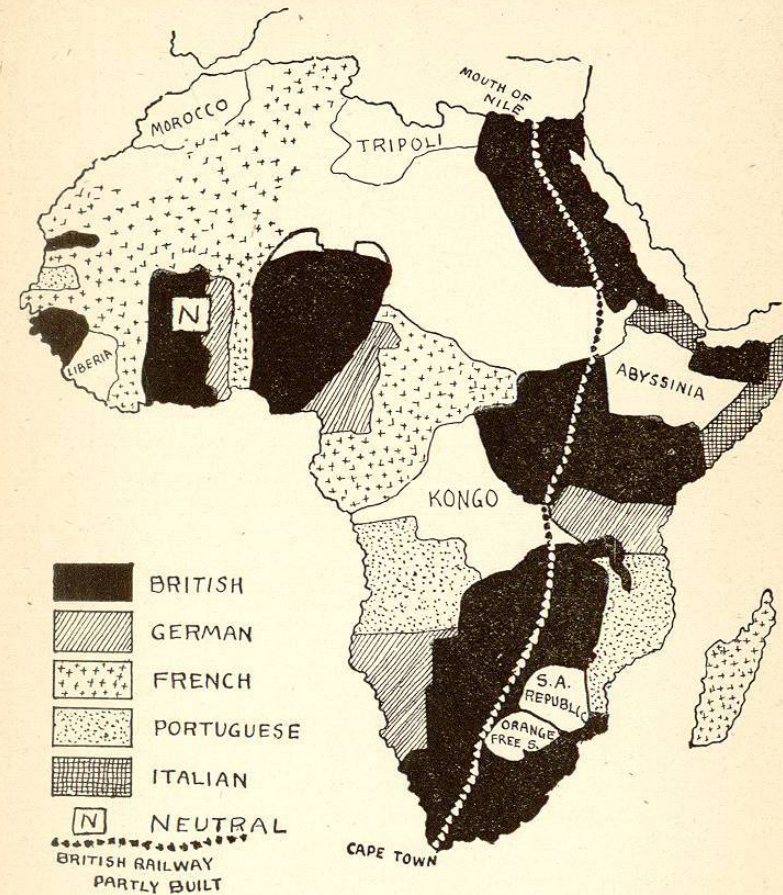 MOUTH OF
NILE
MOROCCO
TRIPOLI
N
LIBERIA
ABYSSINIA
KONGO
S.A.
REPUBLIC
ORANGE
FREE S.
CAPE TOWN
BRITISH
GERMAN
FRENCH
PORTUGUESE
ITALIAN
N NEUTRAL
BRITISH RAILWAY
PARTLY BUILT